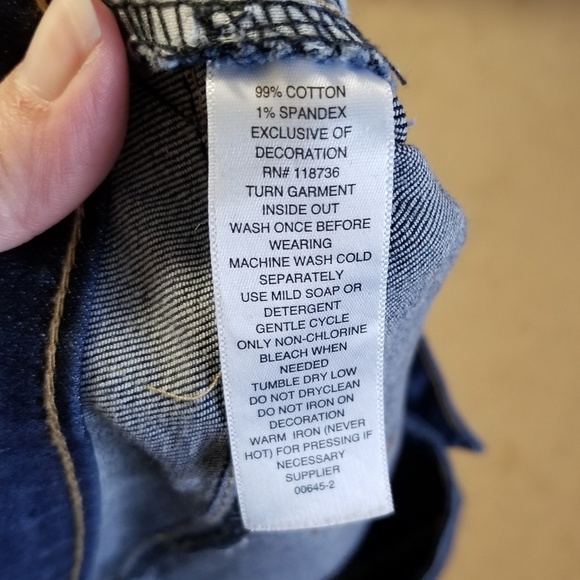 99% COTTON
1% SPANDEX
EXCLUSIVE OF
DECORATION
RN# 118736
TURN GARMENT
INSIDE OUT
WASH ONCE BEFORE
WEARING
MACHINE WASH COLD
SEPARATELY
USE MILD SOAP OR
DETERGENT
GENTLE CYCLE
ONLY NON-CHLORINE
BLEACH WHEN
NEEDED
TUMBLE DRY LOW
DO NOT DRYCLEAN
DO NOT IRON ON
DECORATION
WARM IRON (NEVER
HOT) FOR PRESSING IF
NECESSARY
SUPPLIER
00645-2